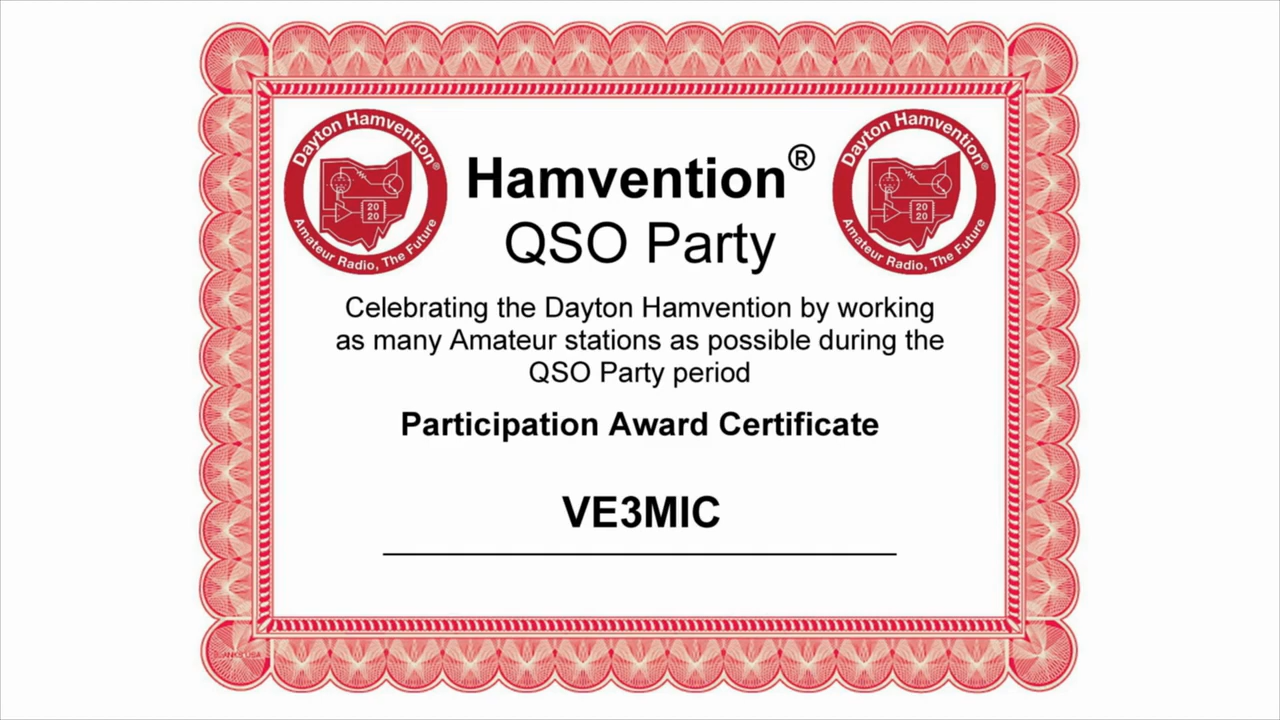 Dayton Hamvention®
20
20
Amateur Radio, The Future
Dayton Hamvention®
20
20
Amateur Radio, The Future
Hamvention®
QSO Party
Celebrating the Dayton Hamvention by working
as many Amateur stations as possible during the
QSO Party period
Participation Award Certificate
VE3MIC